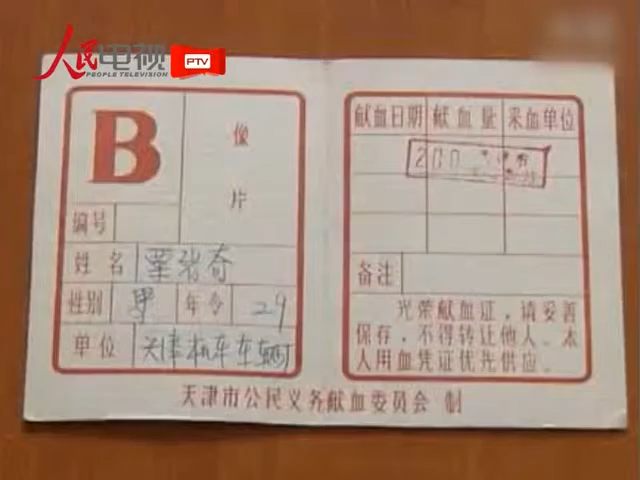 人民电视
PEOPLE TELEVISION
PTV
B
像
片
编号
姓名
性别 男 年令 29
单位 天津机车车辆厂
献血日期 献血量 采血单位
200
备注
光荣献血证,请妥善
保存,不得转让他人。本
人用血凭证优先供应。
天津市公民义务献血委员会 制